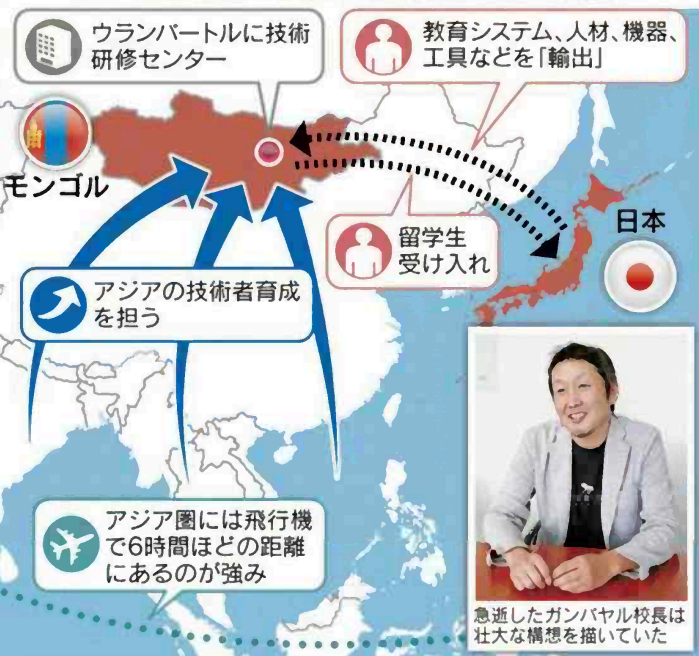 ウランバートルに技術
研修センター
教育システム、人材、機器、
工具などを「輸出」
モンゴル
留学生
受け入れ
日本
アジアの技術者育成
を担う
アジア圏には飛行機
で6時間ほどの距離
にあるのが強み
急逝したガンバヤル校長は
壮大な構想を描いていた